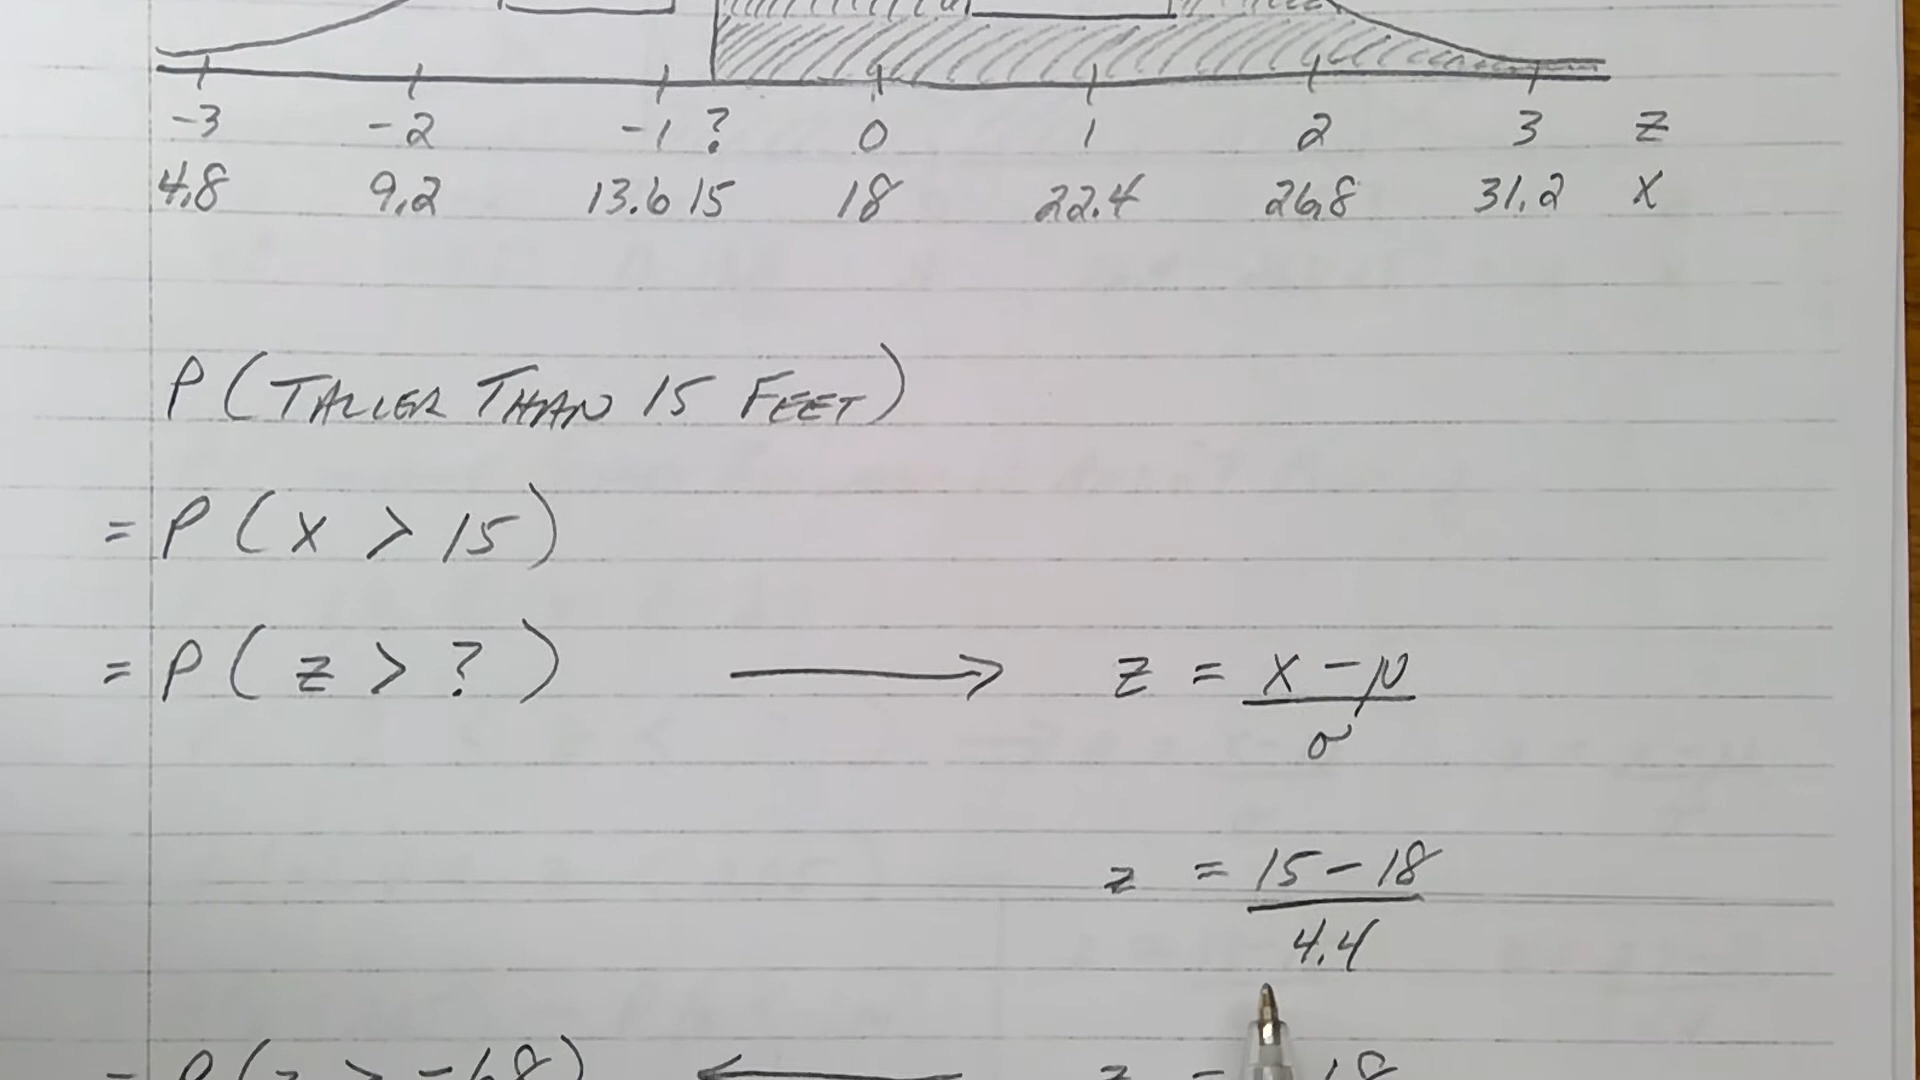 -3 -2 -1 ? 0 1 2 3 Z
4.8 9.2 13.6 15 18 22.4 26.8 31.2 X
P (TALLER THAN 15 FEET)
= P (X > 15)
= P (Z > ?) ⟶ Z = X - μ
σ
Z = 15 - 18
4.4
= P (Z > -.68) ⟵ Z =